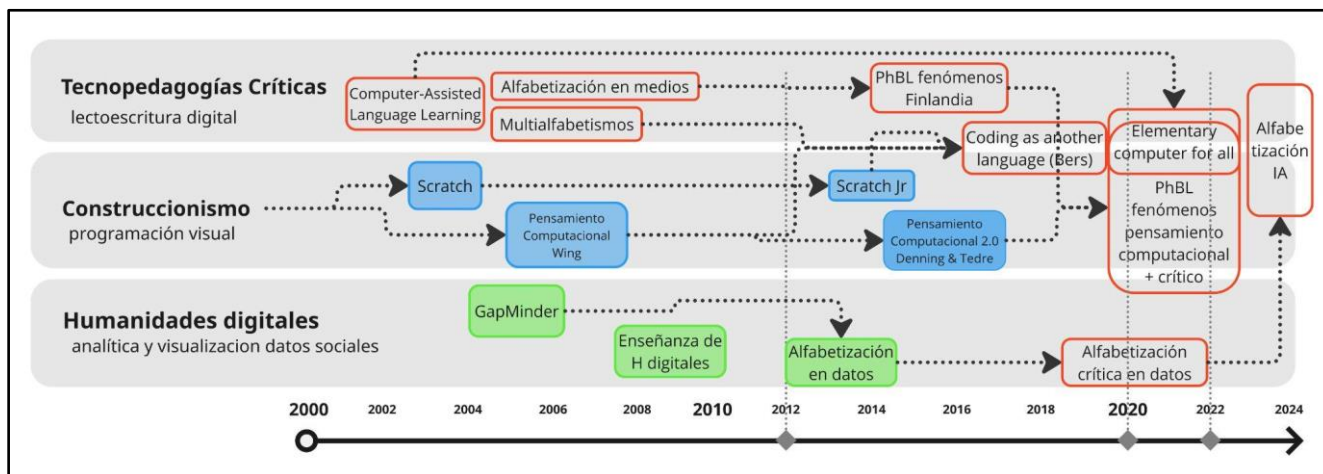 Tecnopedagogías Críticas
lectoescritura digital
Computer-Assisted
Language Learning
Alfabetización en medios
Multialfabetismos
PhBL fenómenos
Finlandia
Coding as another
language (Bers)
Elementary
computer for all
Alfabe
tización
IA
Construccionismo
programación visual
Scratch
Pensamiento
Computacional
Wing
Scratch Jr
Pensamiento
Computacional 2.0
Denning & Tedre
PhBL
fenómenos
pensamiento
computacional
+ crítico
Humanidades digitales
analítica y visualizacion datos sociales
GapMinder
Enseñanza de
H digitales
Alfabetización
en datos
Alfabetización
crítica en datos
2000 2002 2004 2006 2008 2010 2012 2014 2016 2018 2020 2022 2024